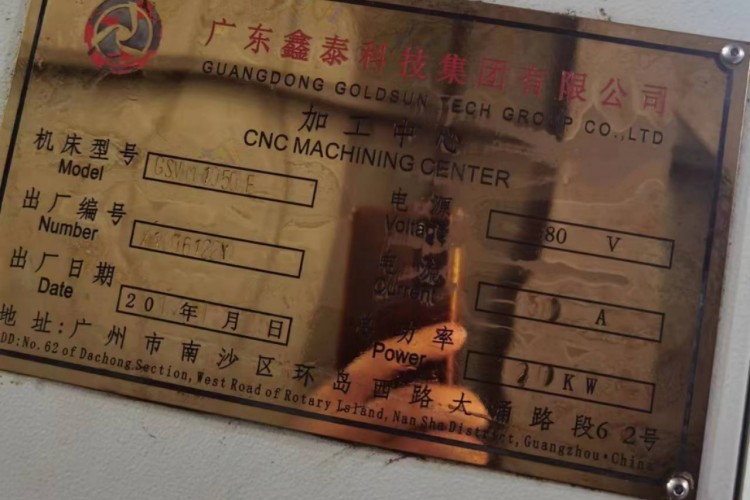 广东鑫泰科技集团有限公司
GUANGDONG GOLDSUN TECH GROUP CO.,LTD
加工中心
CNC MACHINING CENTER
机床型号
Model
出厂编号
Number
出厂日期
Date
20 年 月 日
电源
Voltage
80 V
电流
Current
A
功率
Power
KW
地址:广州市南沙区环岛西路大涌路段62号
DD:No.62 of Dachong Section, West Road of Rotary Island, Nan Sha District, Guangzhou·China